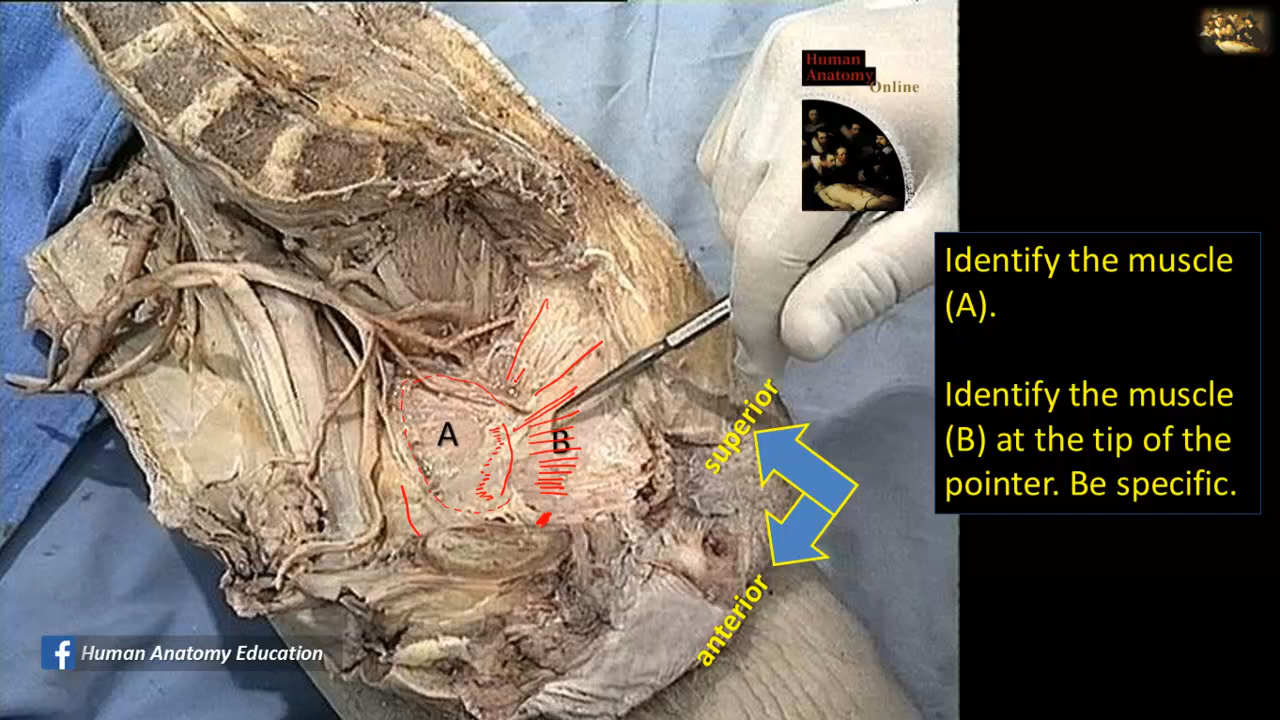 Human
Anatomy
Online
Identify the muscle
(A).
Identify the muscle
(B) at the tip of the
pointer. Be specific.
superior
A
B
anterior
f Human Anatomy Education